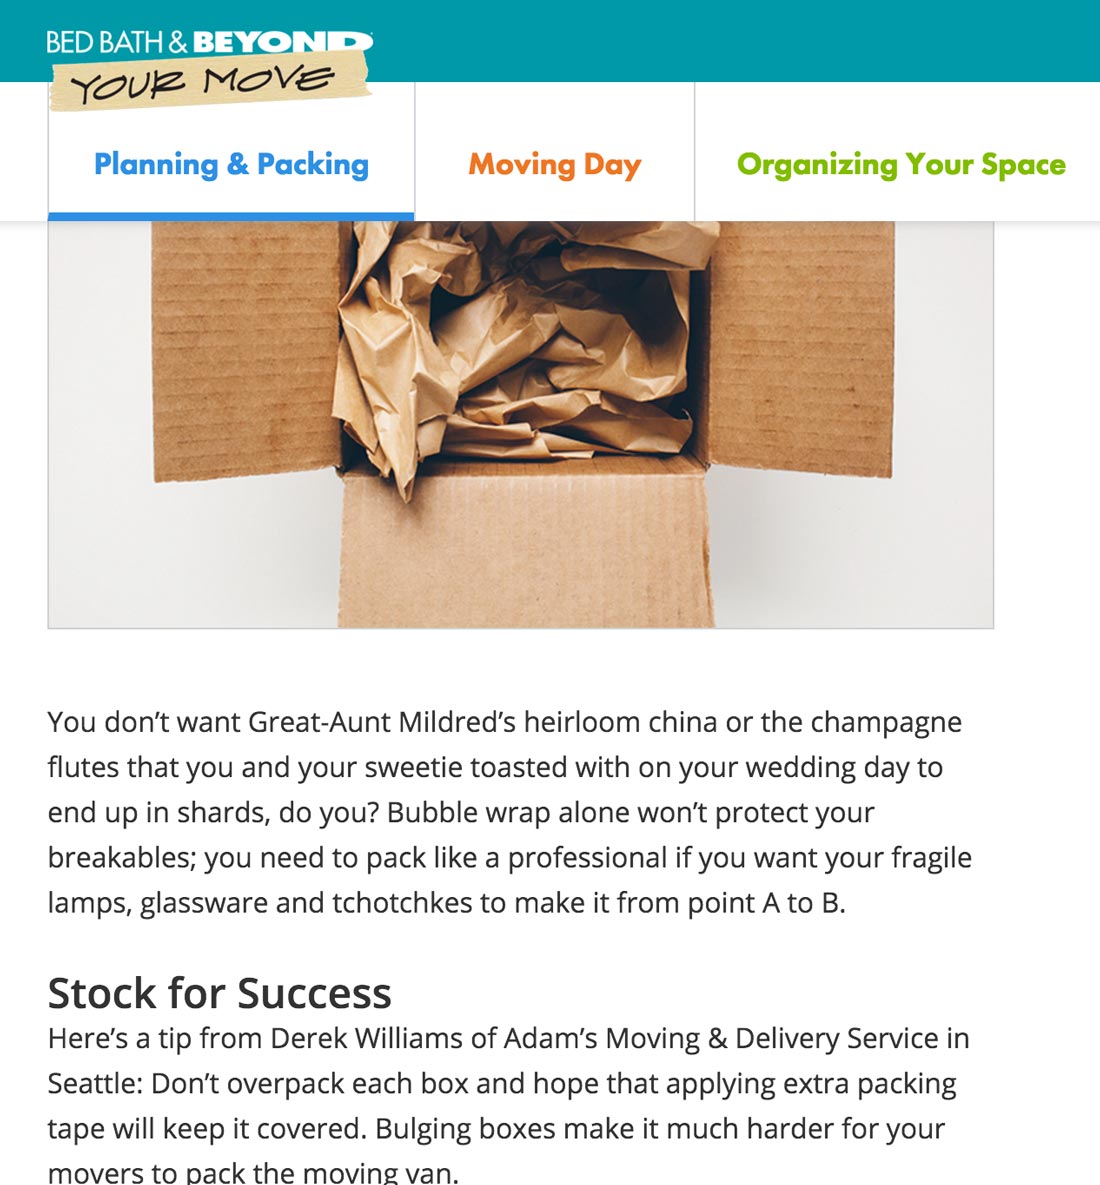 BED BATH & BEYOND
YOUR MOVE
Planning & Packing
Moving Day
Organizing Your Space
You don’t want Great-Aunt Mildred’s heirloom china or the champagne
flutes that you and your sweetie toasted with on your wedding day to
end up in shards, do you? Bubble wrap alone won’t protect your
breakables; you need to pack like a professional if you want your fragile
lamps, glassware and tchotchkes to make it from point A to B.
Stock for Success
Here’s a tip from Derek Williams of Adam’s Moving & Delivery Service in
Seattle: Don’t overpack each box and hope that applying extra packing
tape will keep it covered. Bulging boxes make it much harder for your
movers to pack the moving van.